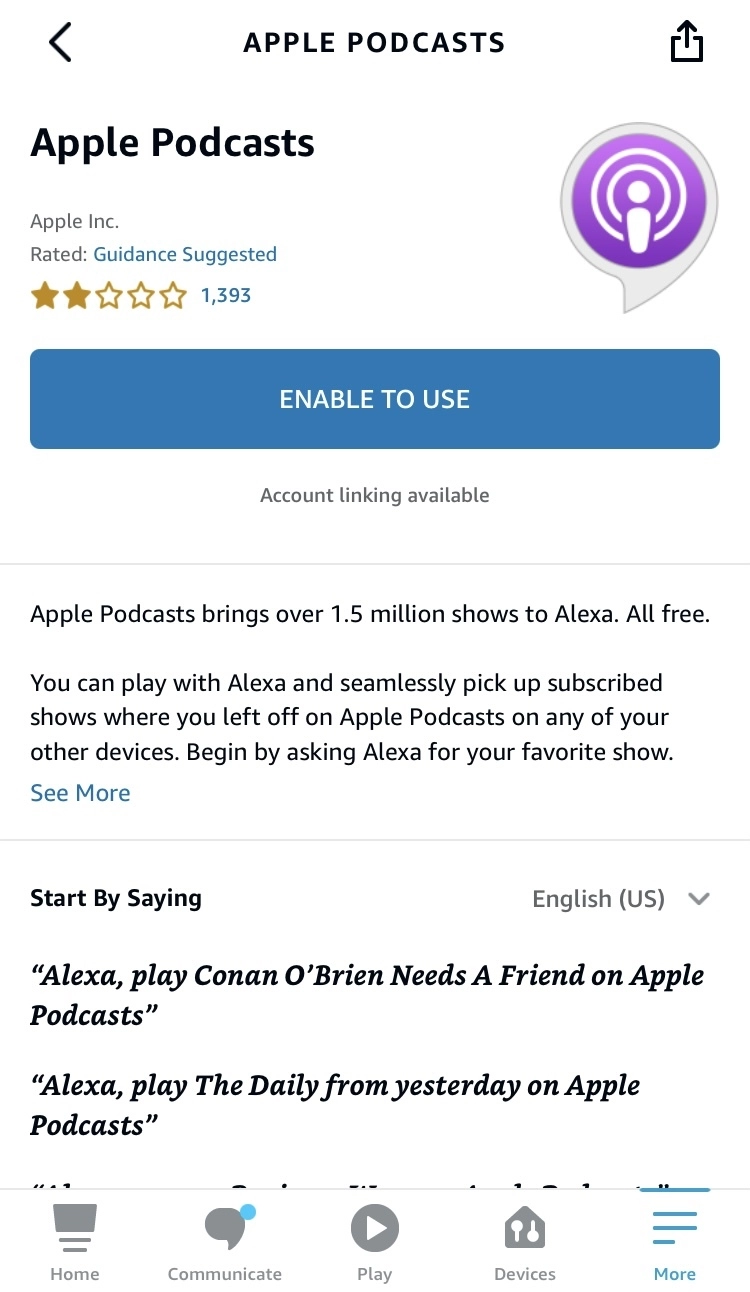 APPLE PODCASTS
Apple Podcasts
Apple Inc.
Rated: Guidance Suggested
1,393
ENABLE TO USE
Account linking available
Apple Podcasts brings over 1.5 million shows to Alexa. All free.
You can play with Alexa and seamlessly pick up subscribed
shows where you left off on Apple Podcasts on any of your
other devices. Begin by asking Alexa for your favorite show.
See More
Start By Saying
English (US)
“Alexa, play Conan O’Brien Needs A Friend on Apple
Podcasts”
“Alexa, play The Daily from yesterday on Apple
Podcasts”
Home
Communicate
Play
Devices
More